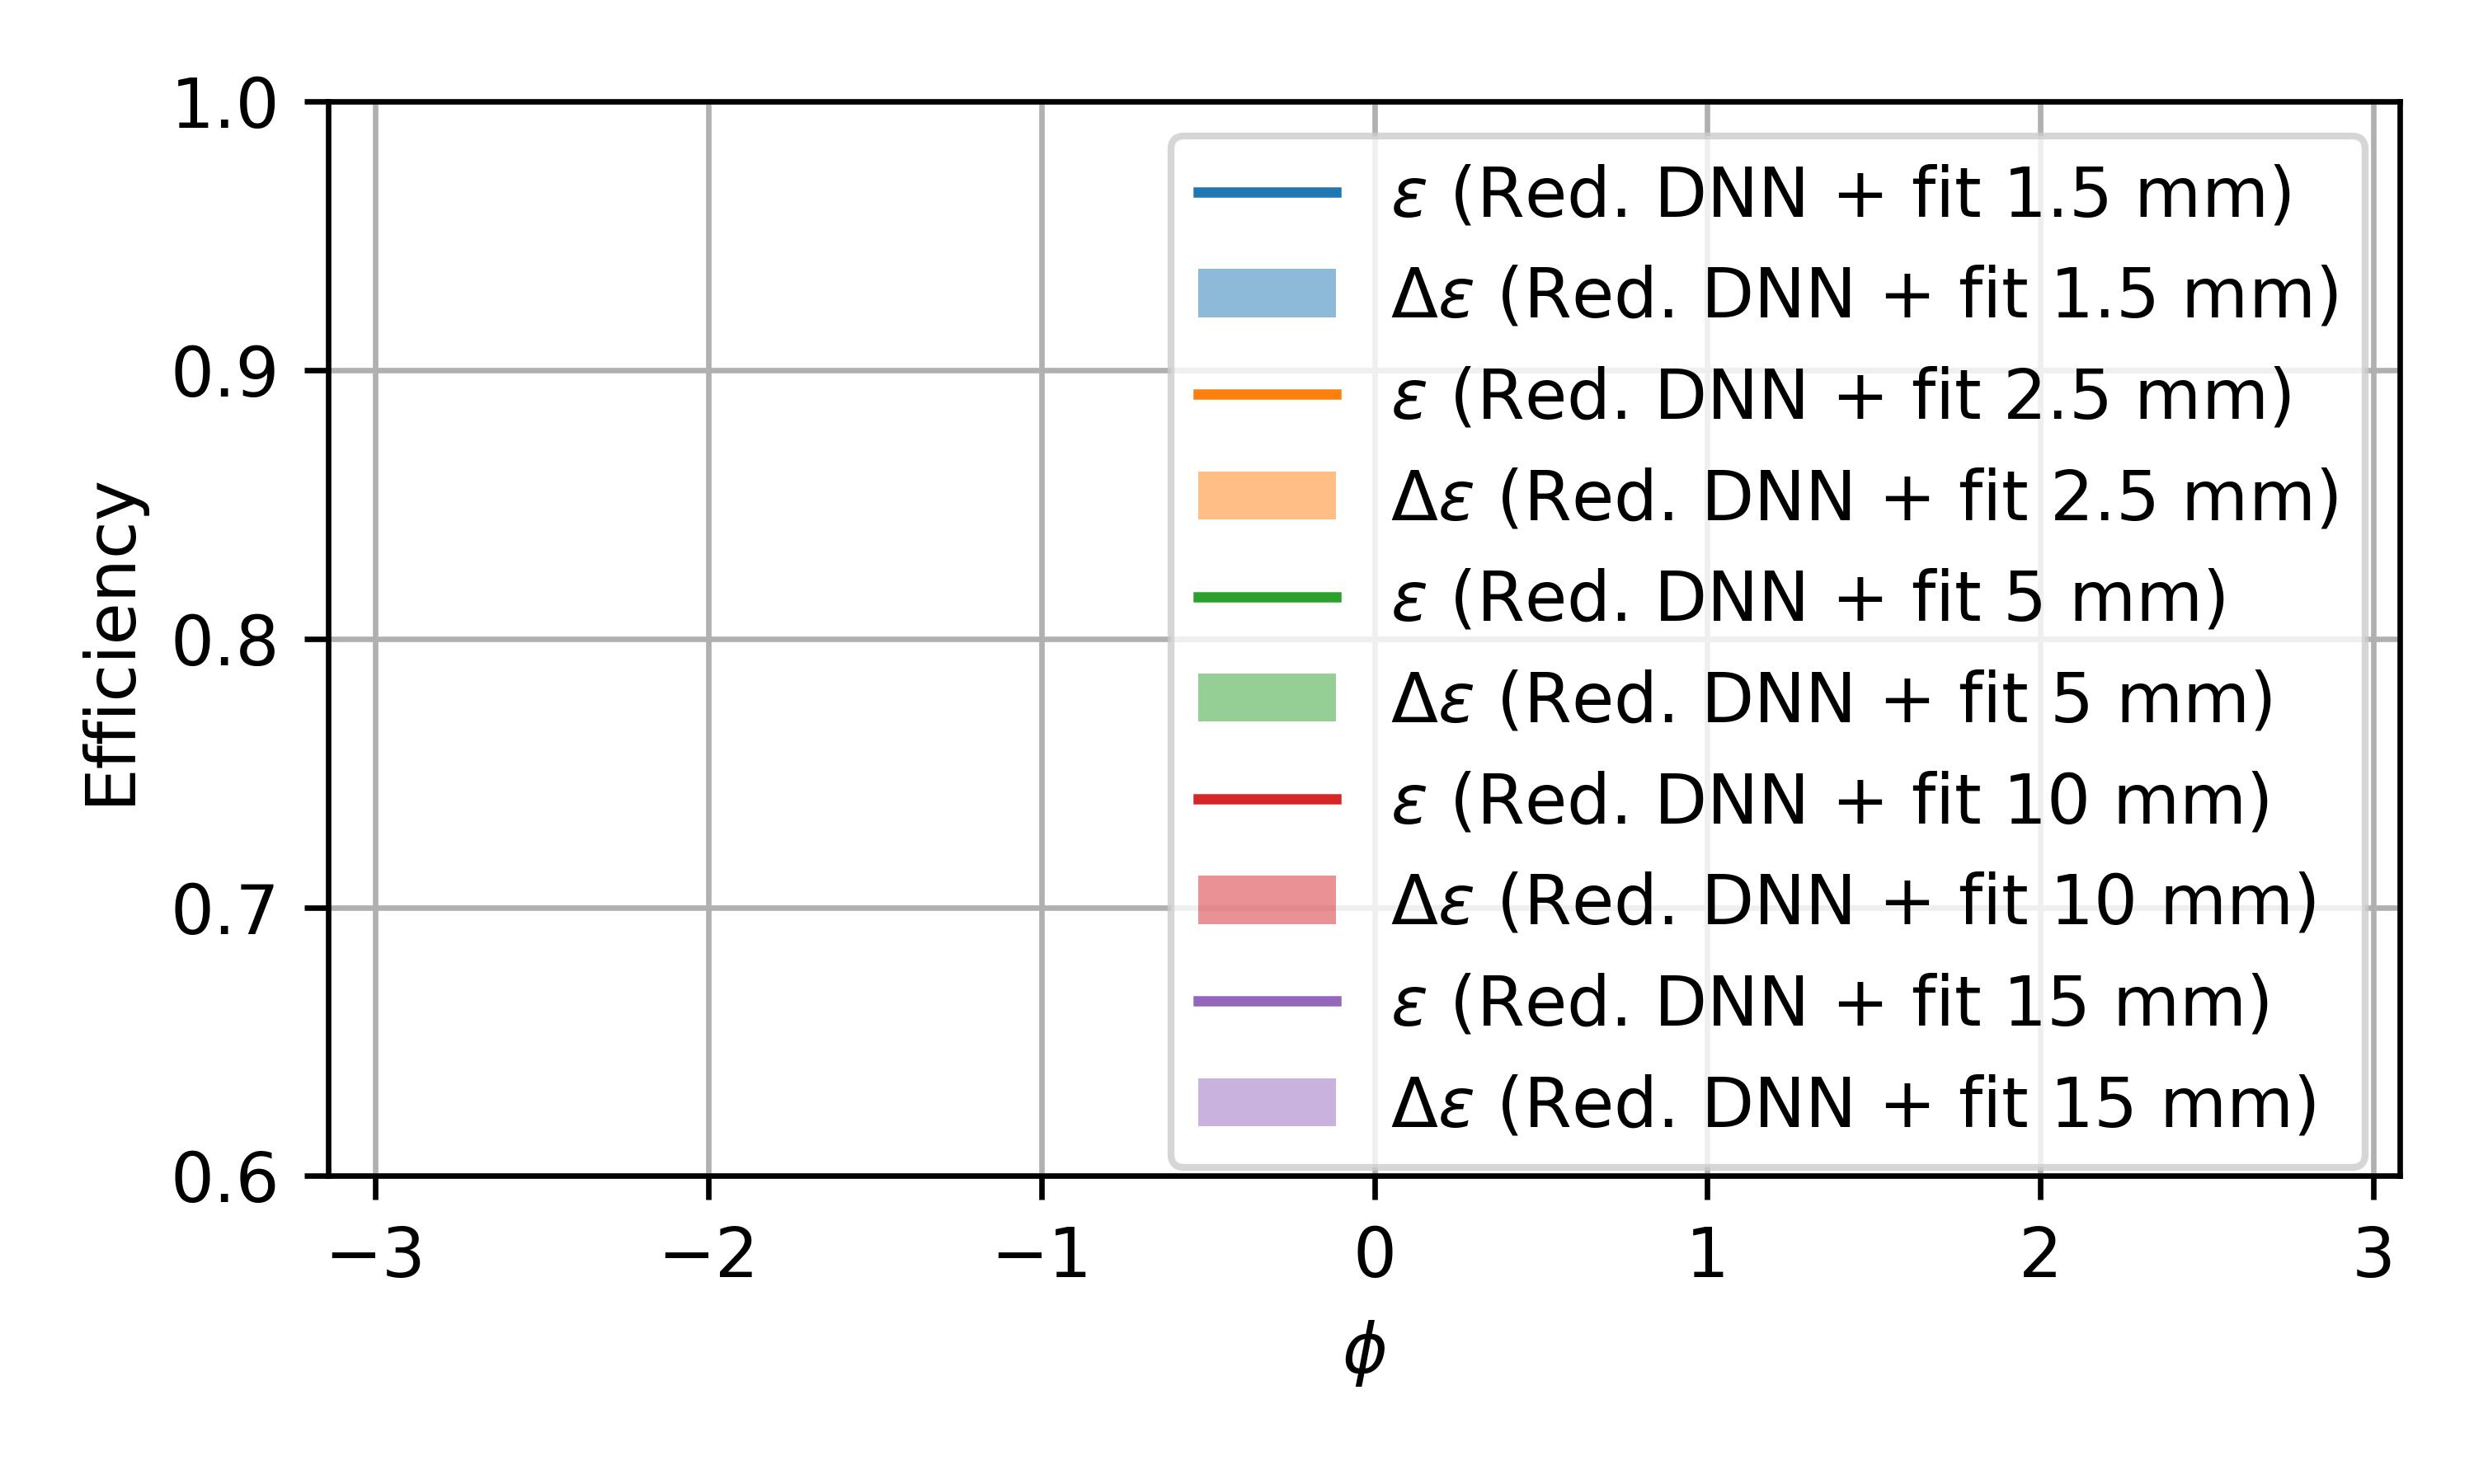 1.0
0.9
0.8
0.7
0.6
Efficiency
ε (Red. DNN + fit 1.5 mm)
Δε (Red. DNN + fit 1.5 mm)
ε (Red. DNN + fit 2.5 mm)
Δε (Red. DNN + fit 2.5 mm)
ε (Red. DNN + fit 5 mm)
Δε (Red. DNN + fit 5 mm)
ε (Red. DNN + fit 10 mm)
Δε (Red. DNN + fit 10 mm)
ε (Red. DNN + fit 15 mm)
Δε (Red. DNN + fit 15 mm)
−3 −2 −1 0 1 2 3
ϕ